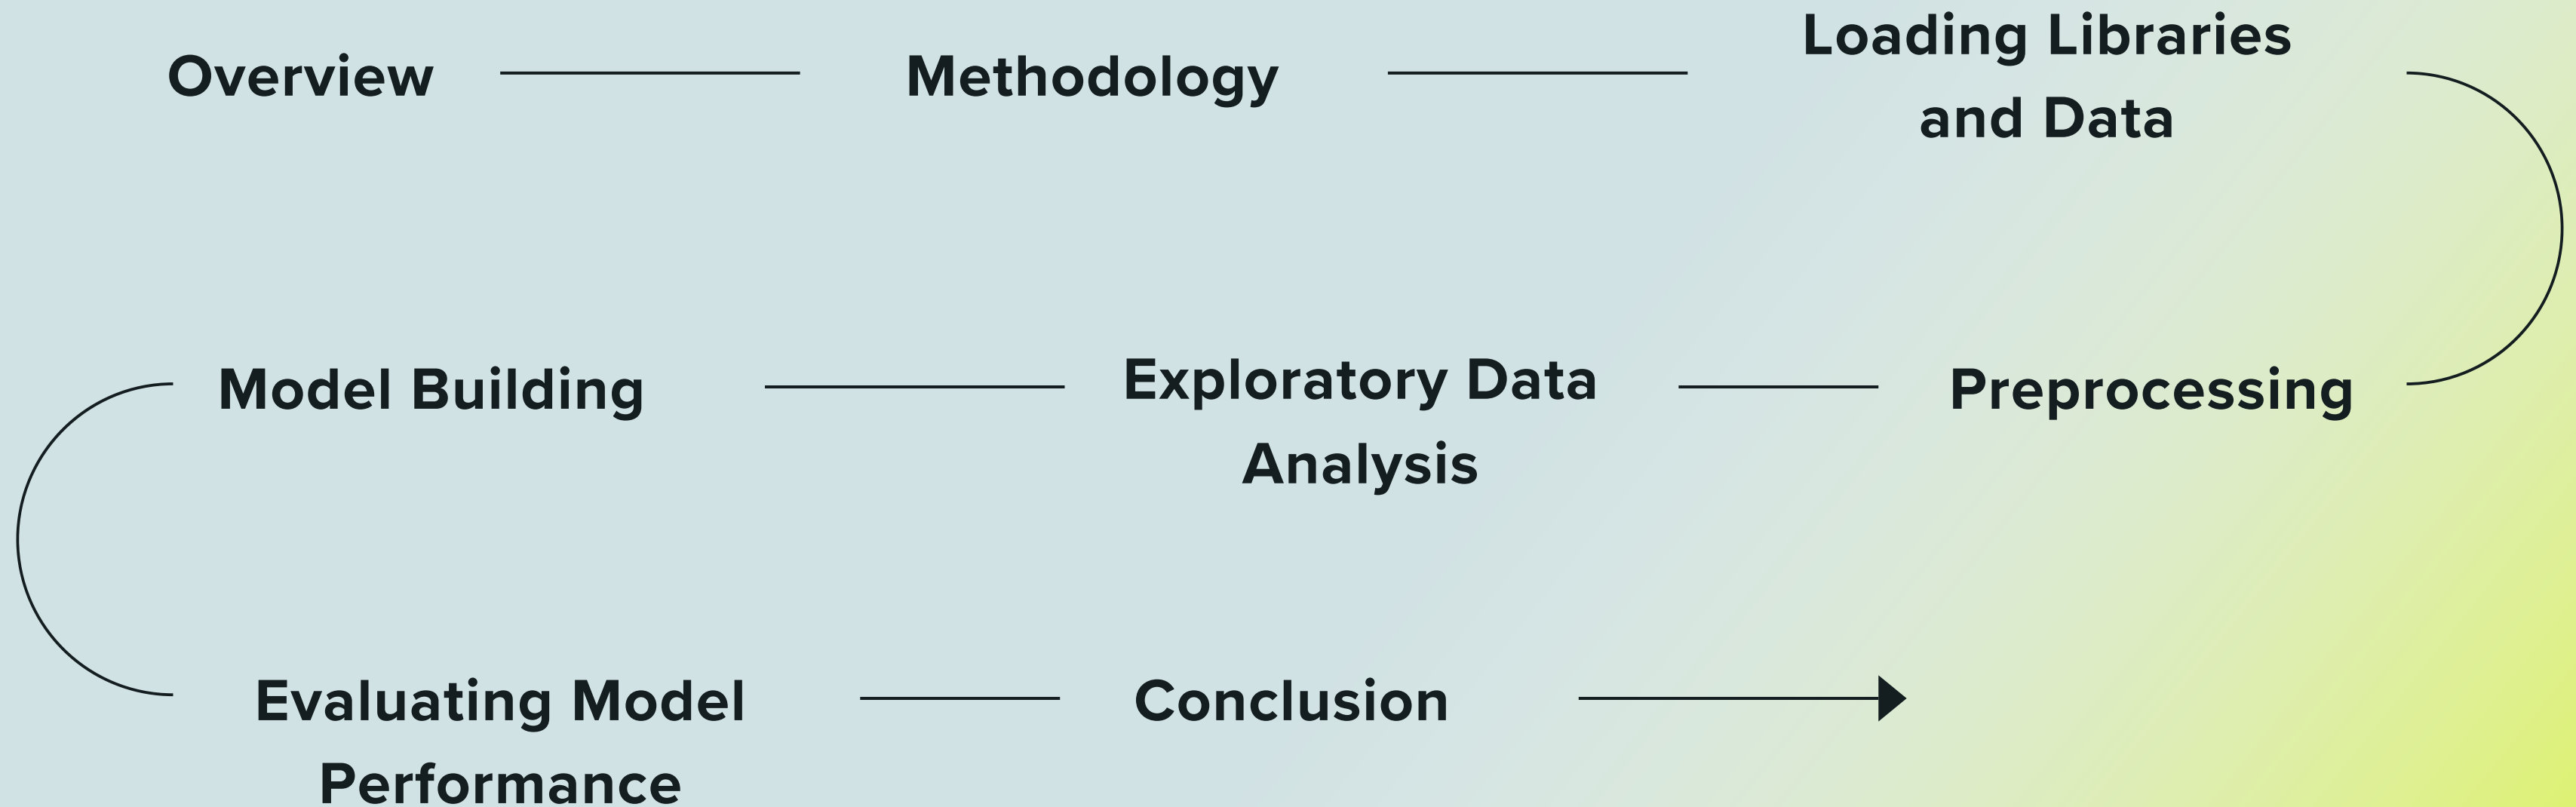 Overview
Methodology
Loading Libraries
and Data
Preprocessing
Exploratory Data
Analysis
Model Building
Evaluating Model
Performance
Conclusion